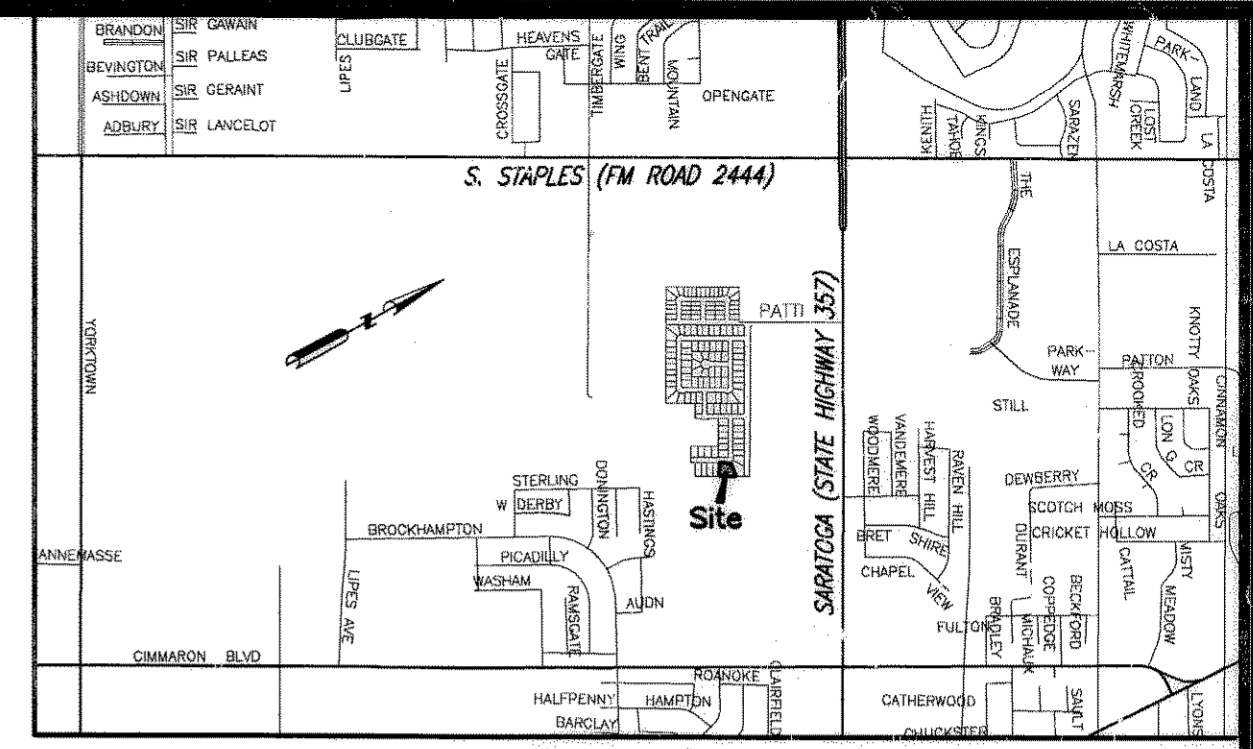 BRANDON
SIR GAWAIN
BEVINGTON
SIR PALLEAS
ASHDOWN
SIR GERAINT
ADBURY
SIR LANCELOT
CLUBGATE
LIPES
HEAVENS
GATE
CROSSGATE
TIMBERGATE
WING
BENT TRAIL
MOUNTAIN
OPENGATE
WHITEMARSH
PARK-
LAND
LOST
CREEK
LA COSTA
SARAZEN
KINGS
TAHOE
S. STAPLES (FM ROAD 2444)
THE
ESPLANADE
LA COSTA
YORKTOWN
Z
PATTI
SARATOGA (STATE HIGHWAY 357)
PARK-
WAY
PATTON
KNOTTY OAKS
CINNAMON
OAKS
CROOKED
CR
LON G
CR
STILL
DEWBERRY
SCOTCH MOSS
CRICKET HOLLOW
WOODMERE
VANDEMERE
HARVEST HILL
RAVEN HILL
BRET SHIRE
CHAPEL
VIEW
DURANT
CATTAIL
MISTY
MEADOW
STERLING
W DERBY
DONINGTON
HASTINGS
Site
BROCKHAMPTON
ANNEMASSE
PICADILLY
WASHAM
LIPES AVE
RAMSGATE
AUDN
FULTON
BRADLEY
MICHAUX
COPPEDGE
BECKFORD
CIMMARON BLVD
ROANOKE
CLAIRFIELD
HALFPENNY
HAMPTON
BARCLAY
CATHERWOOD
CHUCKSTER
SAULT
LYONS